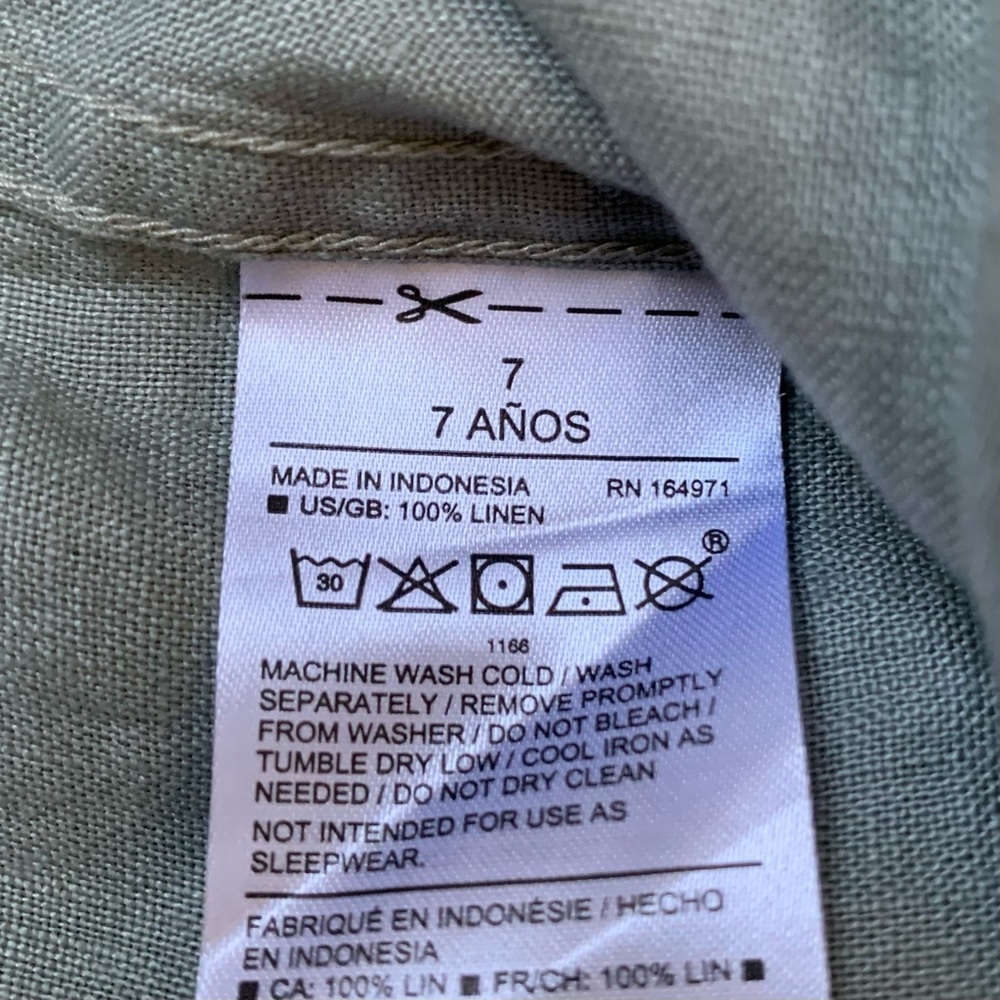 7
7 AÑOS
MADE IN INDONESIA RN 164971
US/GB: 100% LINEN
30
®
1166
MACHINE WASH COLD / WASH
SEPARATELY / REMOVE PROMPTLY
FROM WASHER / DO NOT BLEACH /
TUMBLE DRY LOW / COOL IRON AS
NEEDED / DO NOT DRY CLEAN
NOT INTENDED FOR USE AS
SLEEPWEAR.
FABRIQUÉ EN INDONÉSIE / HECHO
EN INDONESIA
CA: 100% LIN FR/CH: 100% LIN